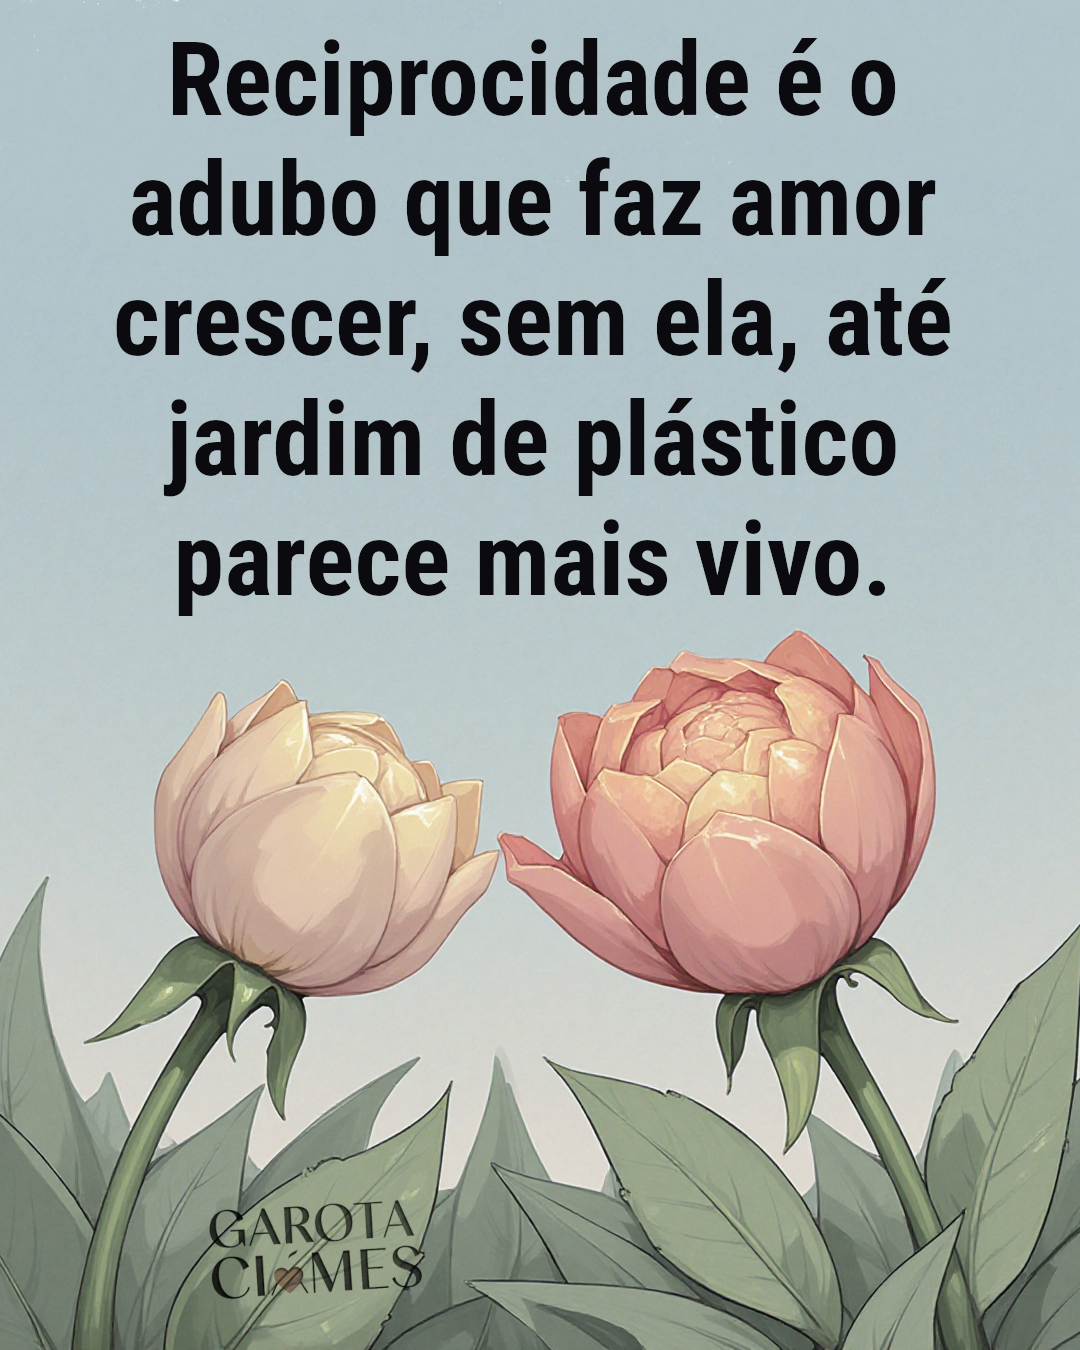 Reciprocidade é o
adubo que faz amor
crescer, sem ela, até
jardim de plástico
parece mais vivo.
GAROTA
CIÚMES